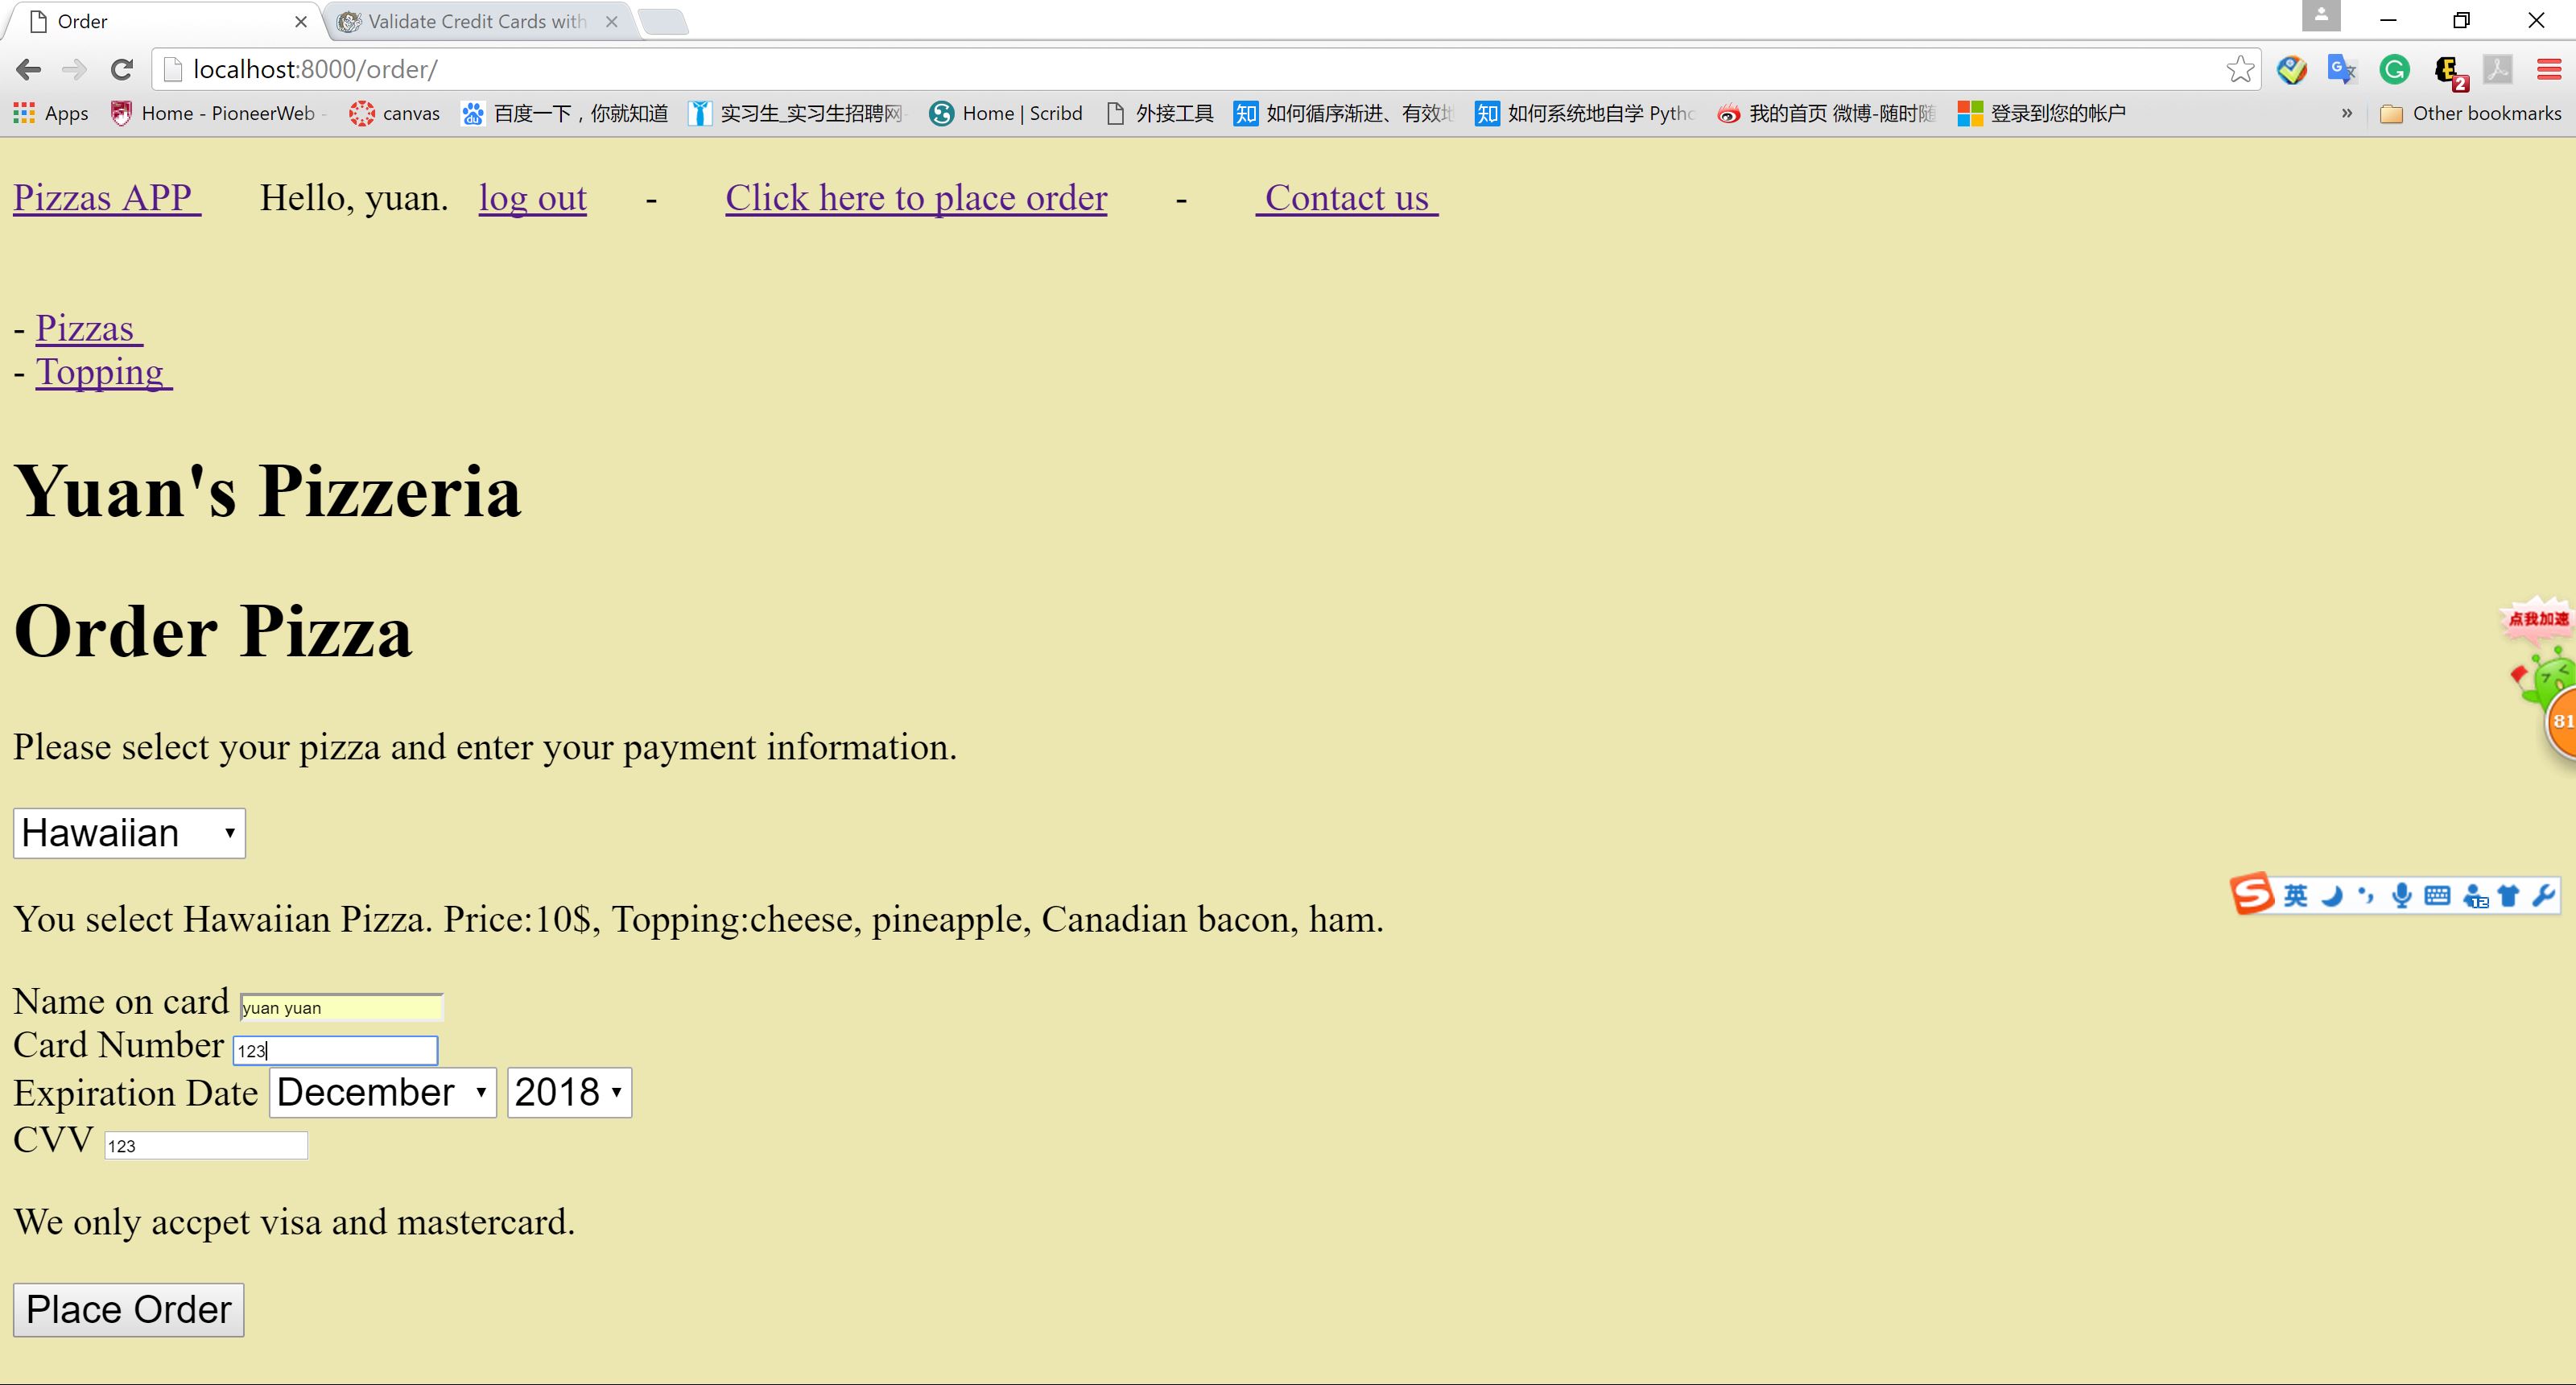 Order
Validate Credit Cards with
localhost:8000/order/
Apps Home - PioneerWeb - canvas 百度一下，你就知道 实习生_实习生招聘网 Home | Scribd 外接工具 知 如何循序渐进、有效地 知 如何系统地自学 Pytho 我的首页 微博-随时随 登录到您的帐户 » Other bookmarks
2
Pizzas APP Hello, yuan. log out - Click here to place order - Contact us
- Pizzas
- Topping
Yuan's Pizzeria
Order Pizza
点我加速
81
Please select your pizza and enter your payment information.
Hawaiian
英
12
You select Hawaiian Pizza. Price:10$, Topping:cheese, pineapple, Canadian bacon, ham.
Name on card yuan yuan
Card Number 123
Expiration Date December 2018
CVV 123
We only accpet visa and mastercard.
Place Order